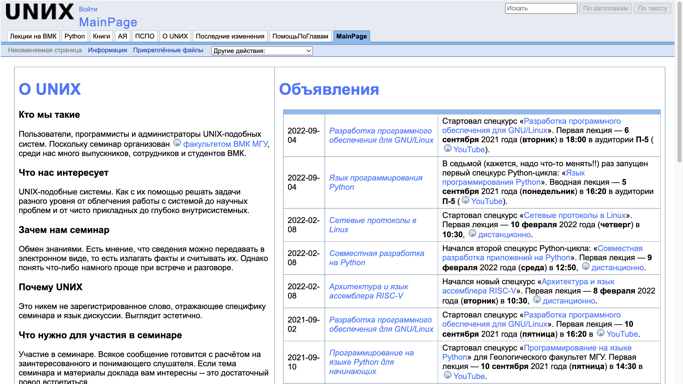 UNИX
Войти
MainPage
Искать
По заголовкам
По тексту
Лекции на ВМК
Python
Книги
АЯ
ПСПО
О UNИX
Последние изменения
ПомощьПоГлавам
MainPage
Неизменяемая страница
Информация
Прикреплённые файлы
Другие действия:
О UNИX
Кто мы такие
Пользователи, программисты и администраторы UNIX-подобных
систем. Поскольку семинар организован факультетом ВМК МГУ,
среди нас много выпускников, сотрудников и студентов ВМК.
Что нас интересует
UNIX-подобные системы. Как с их помощью решать задачи
разного уровня от облегчения работы с системой до научных
проблем и от чисто прикладных до глубоко внутрисистемных.
Зачем нам семинар
Обмен знаниями. Есть мнение, что сведения можно передавать в
электронном виде, то есть излагать факты и считывать их. Однако
понять что-либо намного проще при встрече и разговоре.
Почему UNИX
Это никем не зарегистрированное слово, отражающее специфику
семинара и язык дискуссии. Выглядит эстетично.
Что нужно для участия в семинаре
Участие в семинаре. Всякое сообщение готовится с расчётом на
заинтересованного и понимающего слушателя. Если тема
семинара и материалы доклада вам интересны -- это достаточный
повод встретиться.
Объявления
2022-09-
04
Разработка программного
обеспечения для GNU/Linux
Стартовал спецкурс «Разработка программного
обеспечения для GNU/Linux». Первая лекция — 6
сентября 2021 года (вторник) в 18:00 в аудитории П-5 (
YouTube).
2022-09-
04
Язык программирования
Python
В седьмой (кажется, надо что-то менять!!) раз запущен
первый спецкурс Python-цикла: «Язык
программирования Python». Вводная лекция — 5
сентября 2021 года (понедельник) в 16:20 в аудитории
П-5 ( YouTube).
2022-02-
08
Сетевые протоколы в
Linux
Стартовал спецкурс «Сетевые протоколы в Linux».
Первая лекция — 10 февраля 2022 года (четверг) в
10:30, дистанционно.
2022-02-
08
Совместная разработка
на Python
Начался второй спецкурс Python-цикла: «Совместная
разработка приложений на Python». Первая лекция — 9
февраля 2022 года (среда) в 12:50, дистанционно.
2022-02-
08
Архитектура и язык
ассемблера RISC-V
Начался новый спецкурс «Архитектура и язык
ассемблера RISC-V». Первая лекция — 8 февраля 2022
года (вторник) в 10:30, дистанционно.
2021-09-
02
Разработка программного
обеспечения для GNU/Linux
Стартовал спецкурс «Разработка программного
обеспечения для GNU/Linux». Первая лекция — 10
сентября 2021 года (пятница) в 16:20 в YouTube.
2021-09-
10
Программирование на
языке Python для
начинающих
Стартовал спецкурс «Программирование на языке
Python» для Геологический факультет МГУ. Первая
лекция — 10 сентября 2021 года (пятница) в 14:30 в
YouTube.